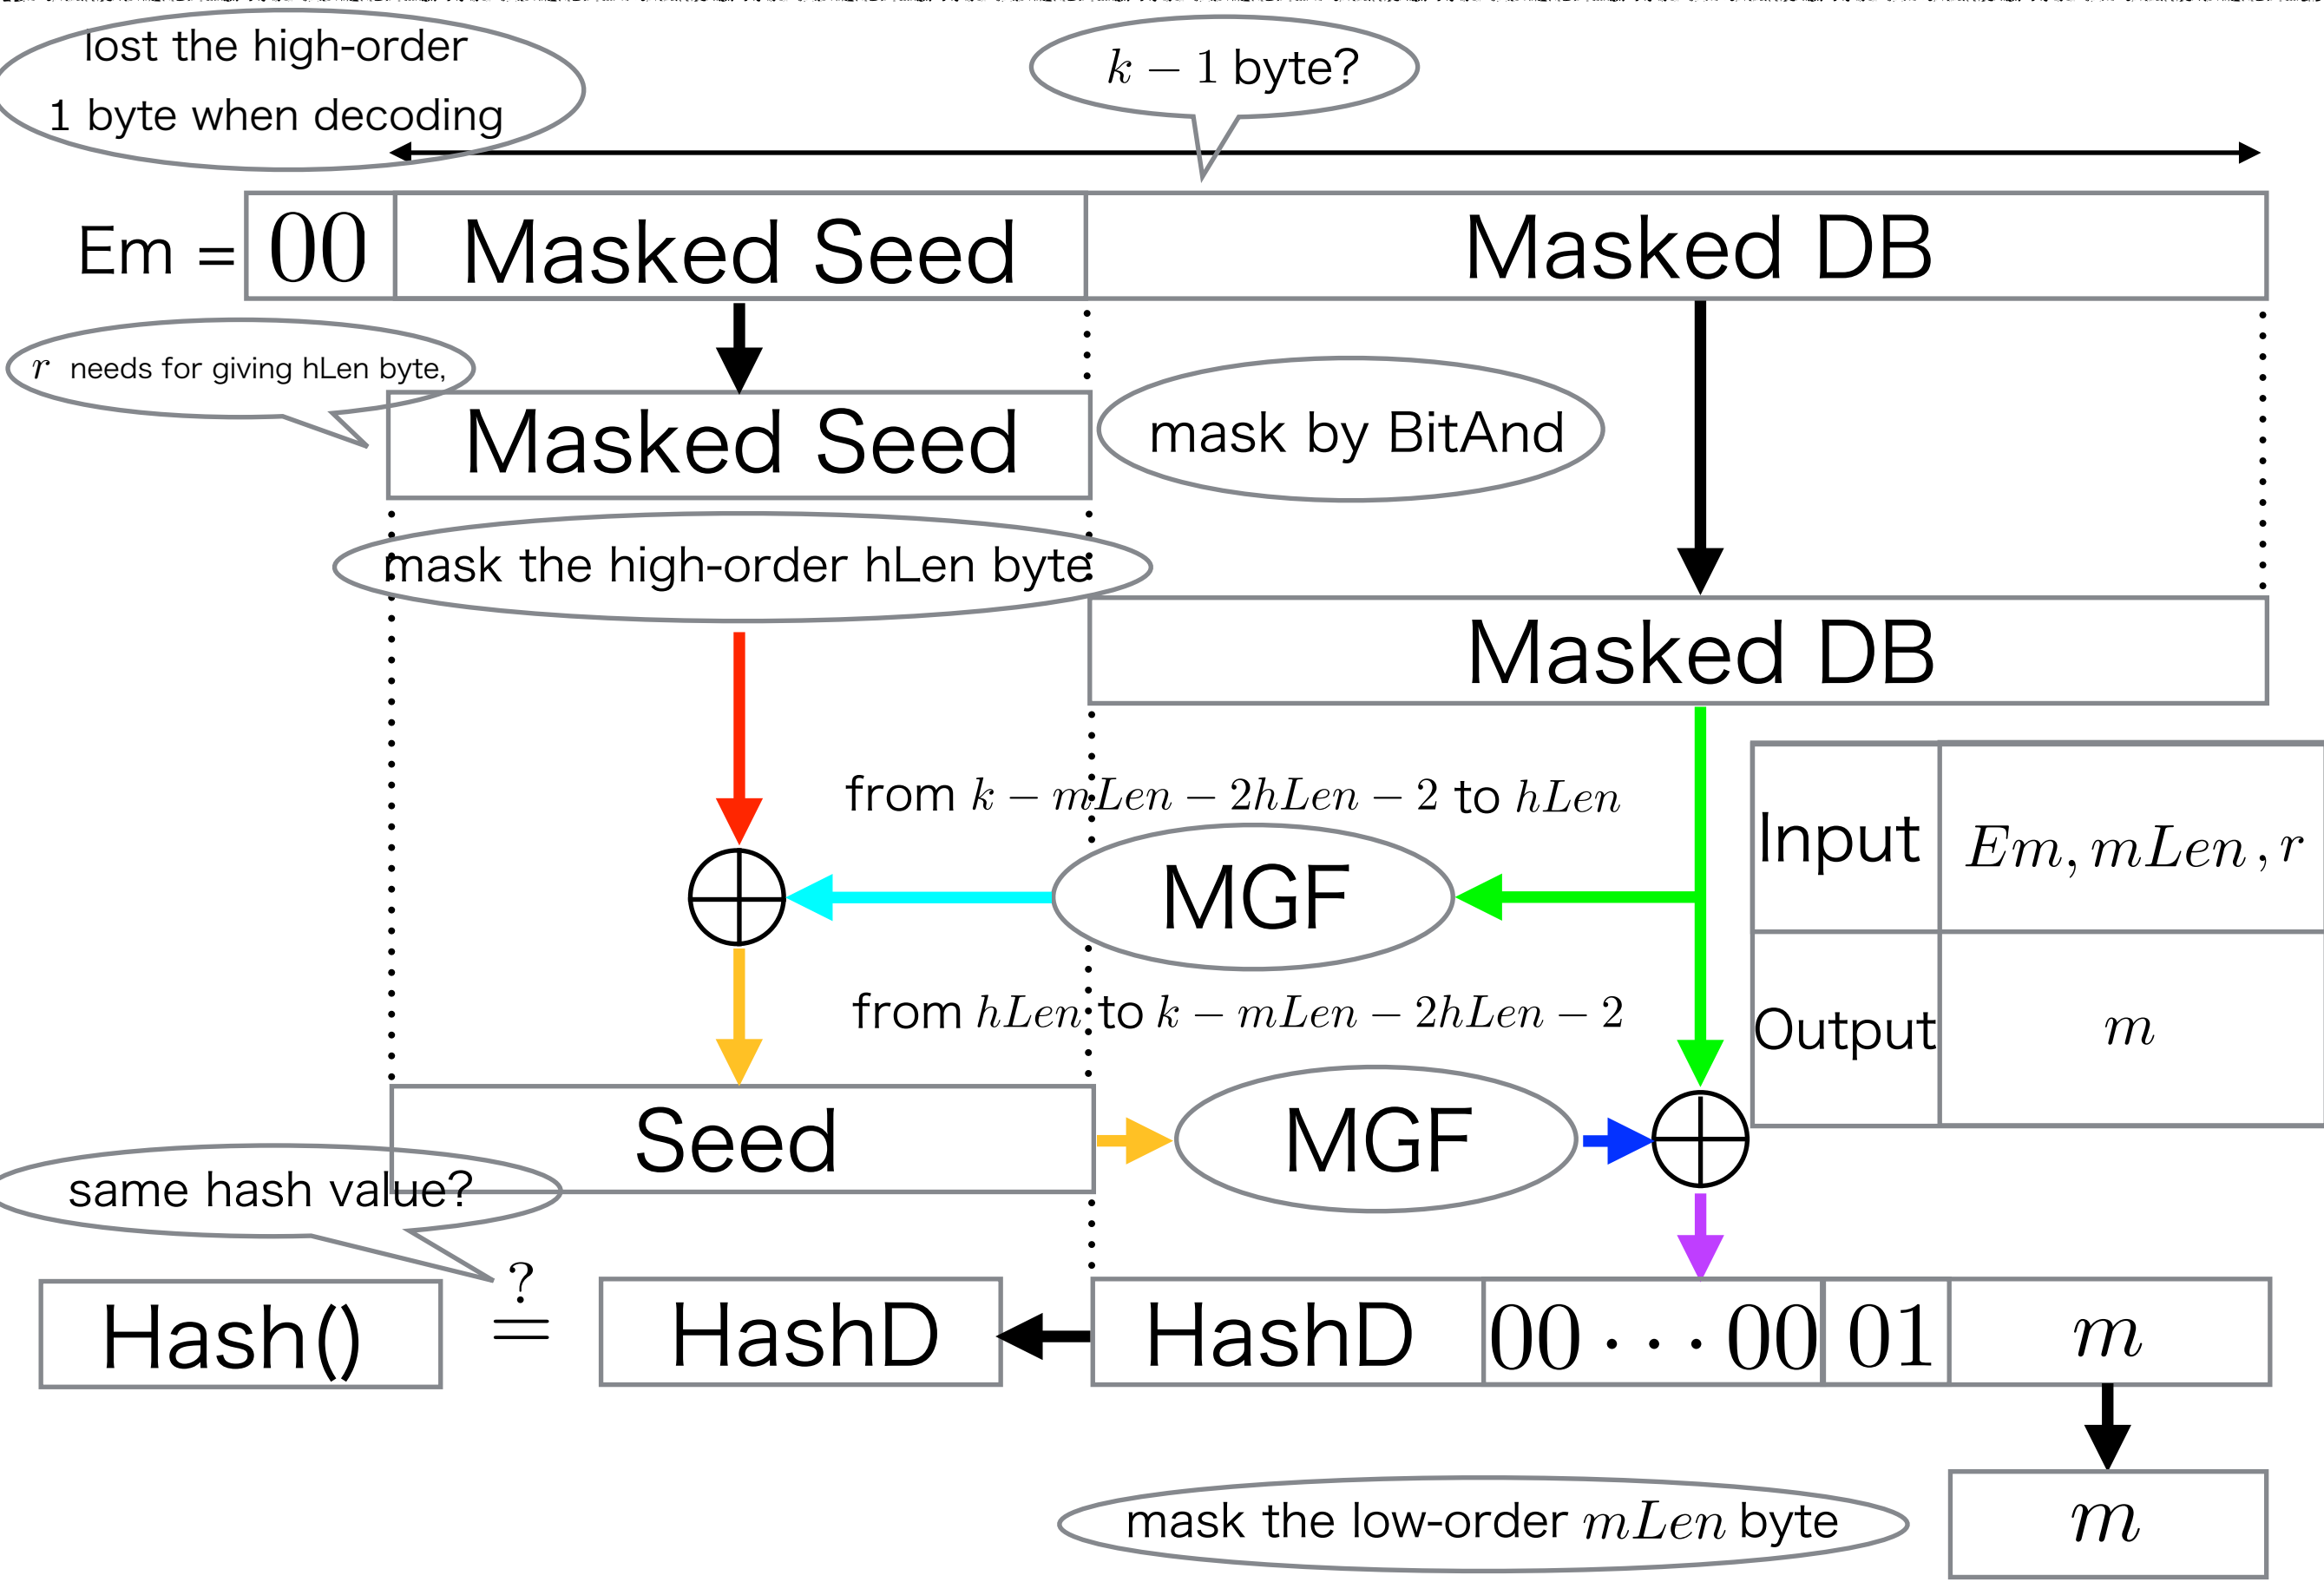 lost the high-order
1 byte when decoding
k − 1 byte?
Em = 00 Masked Seed Masked DB
r needs for giving hLen byte,
Masked Seed
mask by BitAnd
mask the high-order hLen byte
Masked DB
from k − mLen − 2hLen − 2 to hLen
Input Em, mLen, r
MGF
from hLen to k − mLen − 2hLen − 2
Output m
Seed
MGF
same hash value?
Hash() ?= HashD HashD 00 ⋯ 00 01 m
mask the low-order mLen byte
m